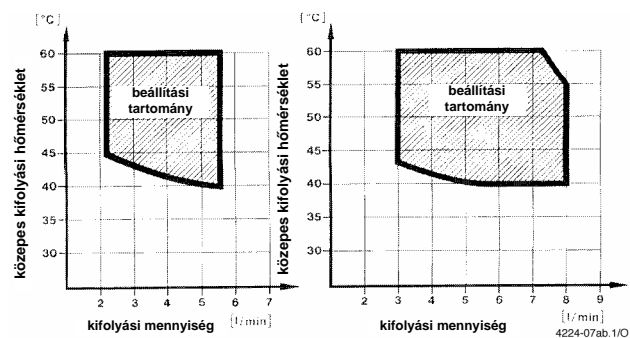 [°C]
60
55
50
45
40
35
30
közepes kifolyási hőmérséklet
beállítási
tartomány
2 3 4 5 6 7
kifolyási mennyiség [l/min]
[°C]
60
55
50
45
40
35
30
közepes kifolyási hőmérséklet
beállítási
tartomány
2 3 4 5 6 7 8 9
kifolyási mennyiség [l/min]
4224-07ab.1/O